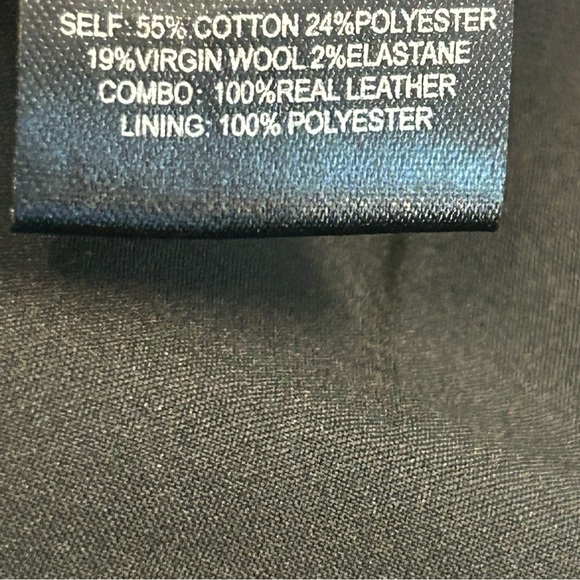 SELF: 55% COTTON 24%POLYESTER
19%VIRGIN WOOL 2%ELASTANE
COMBO: 100%REAL LEATHER
LINING: 100% POLYESTER